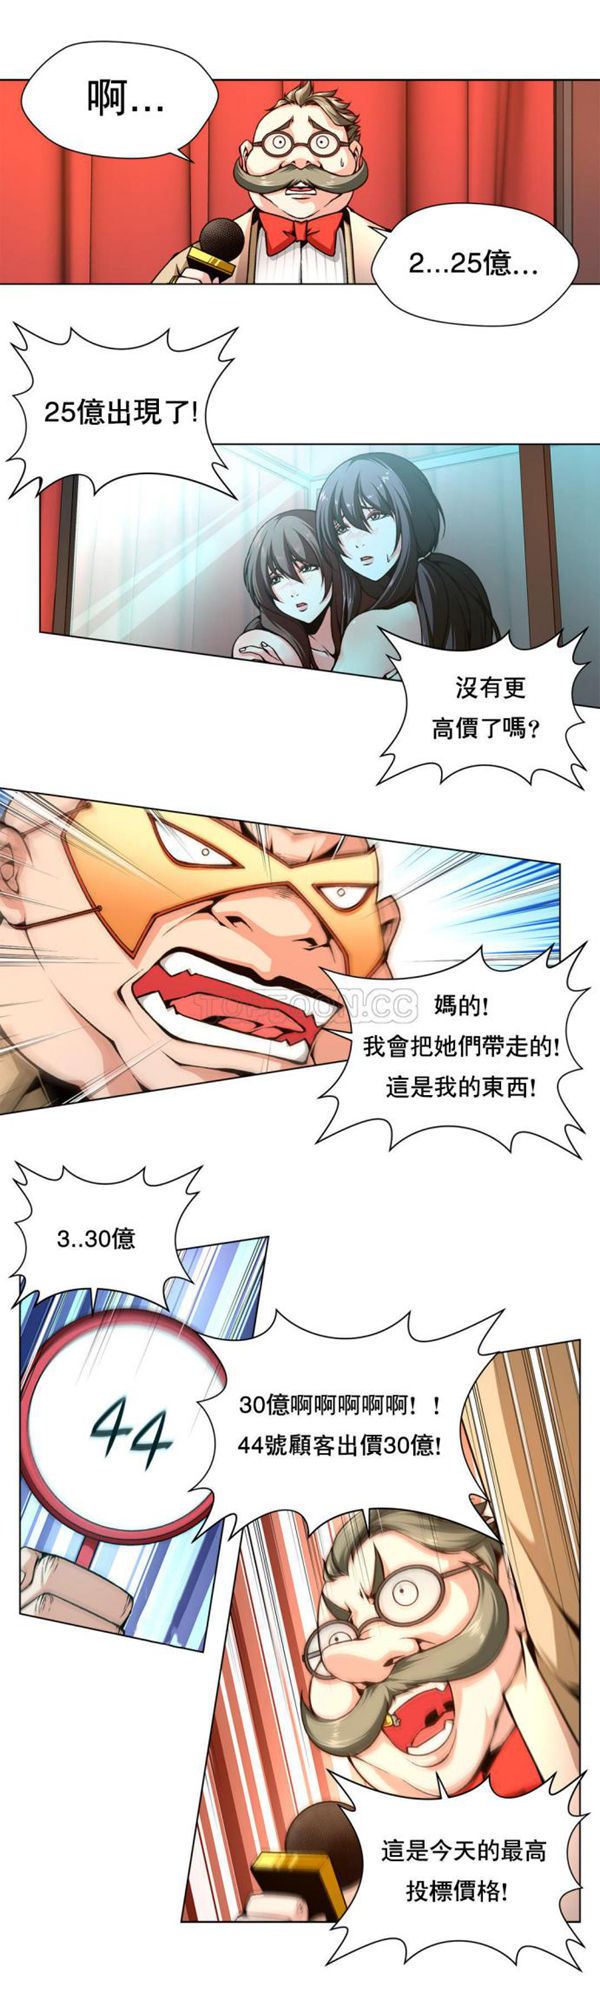 啊...
2...25億...
25億出現了!
沒有更
高價了嗎?
TOPTOON.CC
媽的!
我會把她們帶走的!
這是我的東西!
3..30億
44
30億啊啊啊啊啊! !
44號顧客出價30億!
這是今天的最高
投標價格!